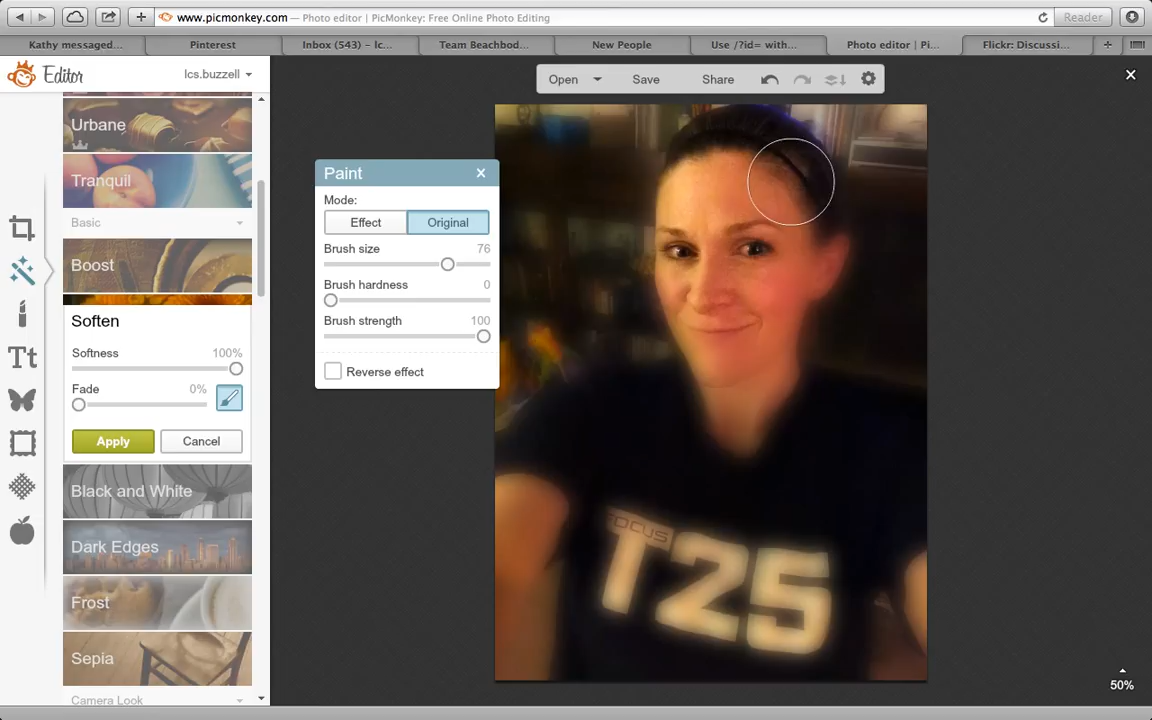 www.picmonkey.com — Photo editor | PicMonkey: Free Online Photo Editing
Reader
Kathy messaged...
Pinterest
Inbox (543) – lc...
Team Beachbod...
New People
Use /?id= with...
Photo editor | Pi...
Flickr: Discussi...
Editor
lcs.buzzell
Open
Save
Share
Urbane
Tranquil
Basic
Boost
Soften
Softness 100%
Fade 0%
Apply
Cancel
Black and White
Dark Edges
Frost
Sepia
Camera Look
Paint
Mode:
Effect
Original
Brush size 76
Brush hardness 0
Brush strength 100
Reverse effect
FOCUS
T25
50%